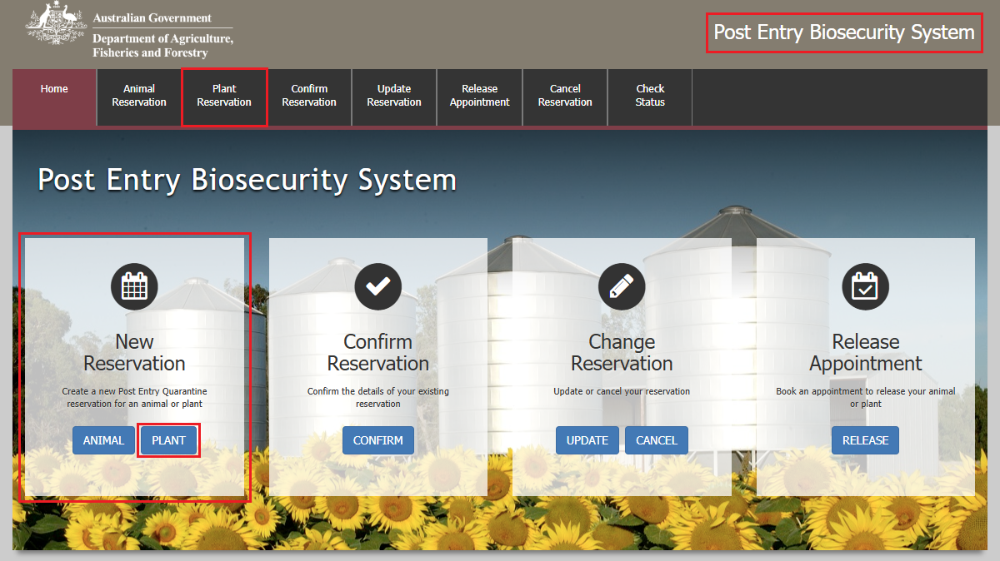 Australian Government
Department of Agriculture,
Fisheries and Forestry
Post Entry Biosecurity System
Home
Animal
Reservation
Plant
Reservation
Confirm
Reservation
Update
Reservation
Release
Appointment
Cancel
Reservation
Check
Status
Post Entry Biosecurity System
New
Reservation
Create a new Post Entry Quarantine
reservation for an animal or plant
ANIMAL
PLANT
Confirm
Reservation
Confirm the details of your existing
reservation
CONFIRM
Change
Reservation
Update or cancel your reservation
UPDATE
CANCEL
Release
Appointment
Book an appointment to release your animal
or plant
RELEASE